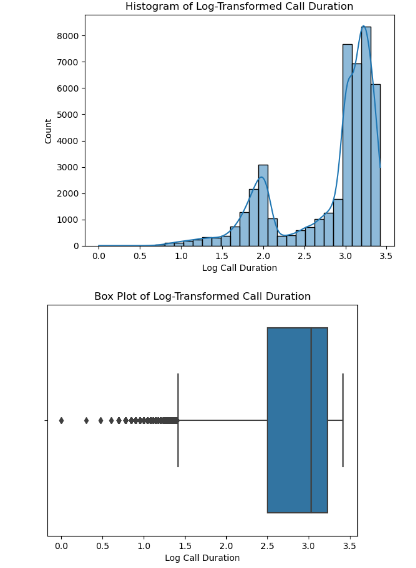 Histogram of Log-Transformed Call Duration
8000
7000
6000
5000
4000
3000
2000
1000
0
Count
0.0 0.5 1.0 1.5 2.0 2.5 3.0 3.5
Log Call Duration
Box Plot of Log-Transformed Call Duration
0.0 0.5 1.0 1.5 2.0 2.5 3.0 3.5
Log Call Duration